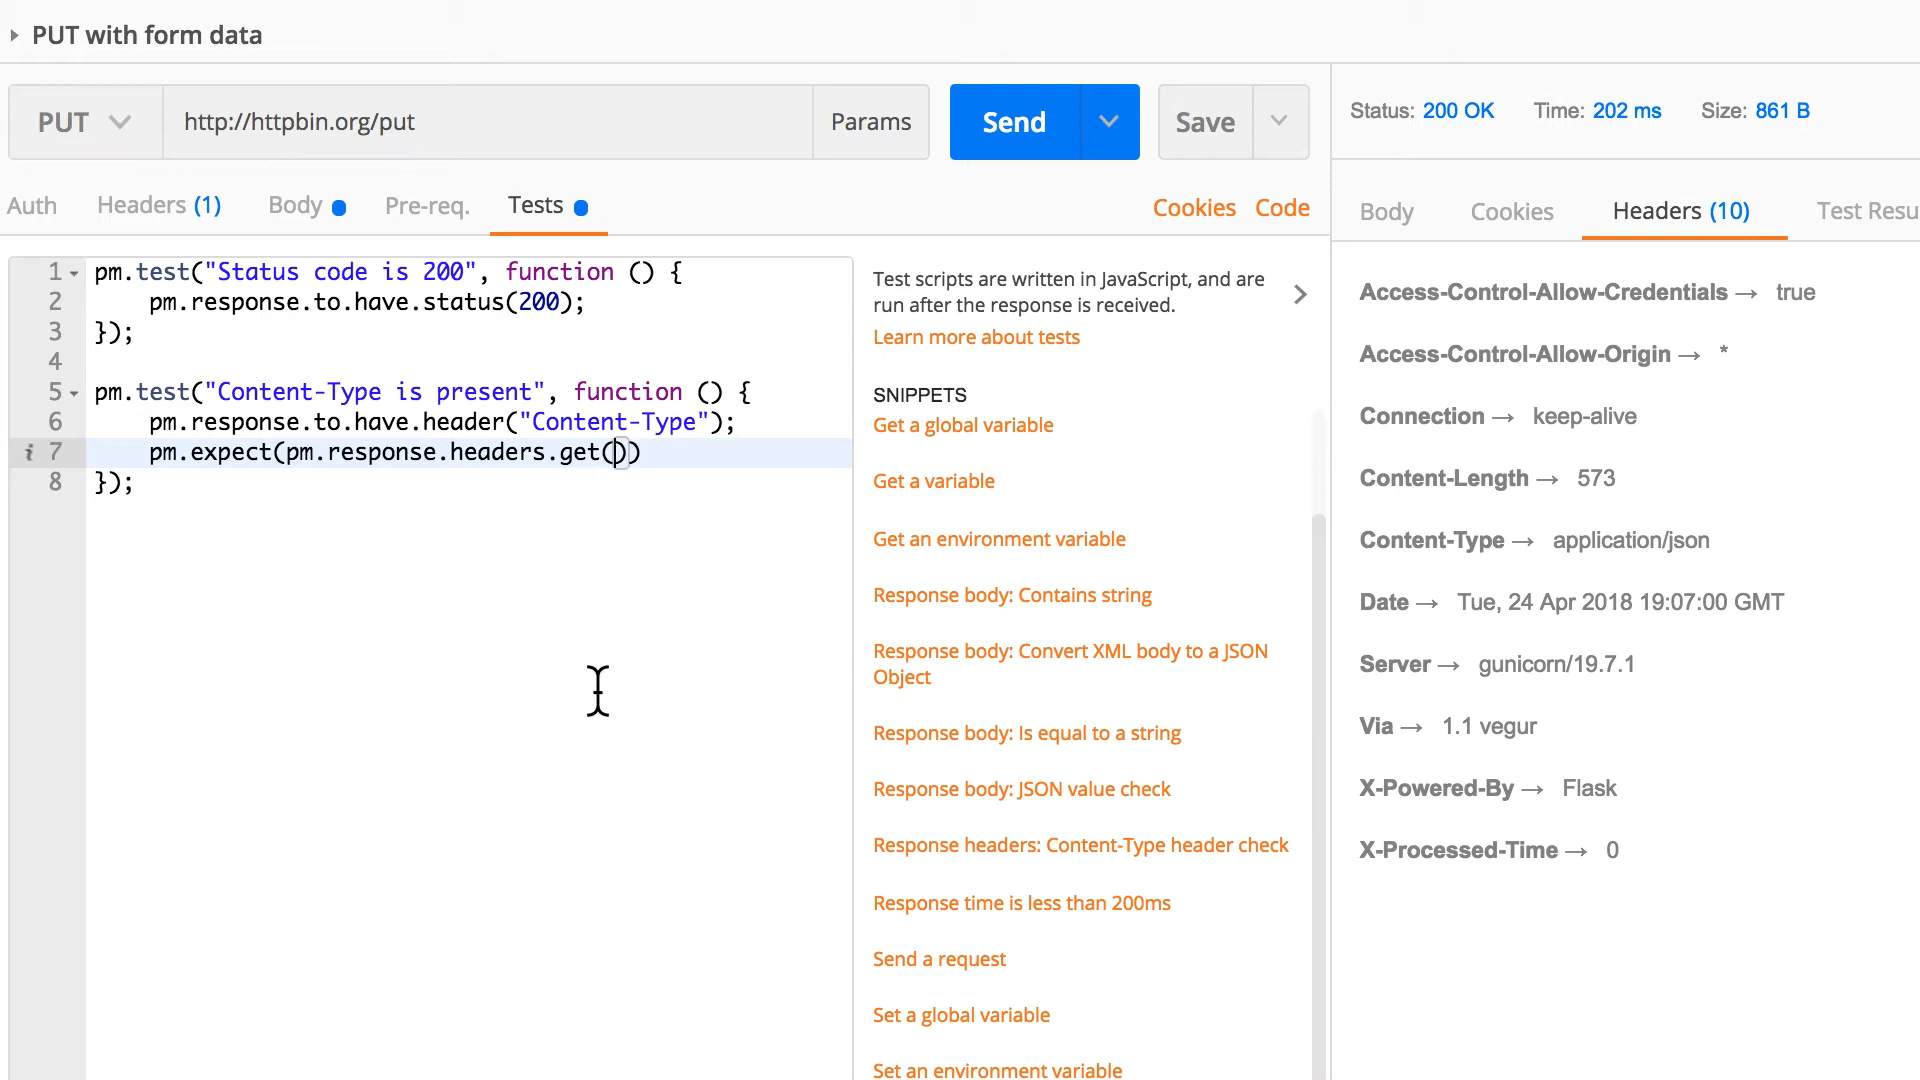 PUT with form data
PUT
http://httpbin.org/put
Params
Send
Save
Status: 200 OK Time: 202 ms Size: 861 B
Auth Headers (1) Body Pre-req. Tests
Cookies Code
Body Cookies Headers (10) Test Resu
1 pm.test("Status code is 200", function () {
2 pm.response.to.have.status(200);
3 });
4
5 pm.test("Content-Type is present", function () {
6 pm.response.to.have.header("Content-Type");
i 7 pm.expect(pm.response.headers.get())
8 });
Test scripts are written in JavaScript, and are
run after the response is received.
Learn more about tests
SNIPPETS
Get a global variable
Get a variable
Get an environment variable
Response body: Contains string
Response body: Convert XML body to a JSON
Object
Response body: Is equal to a string
Response body: JSON value check
Response headers: Content-Type header check
Response time is less than 200ms
Send a request
Set a global variable
Set an environment variable
Access-Control-Allow-Credentials → true
Access-Control-Allow-Origin → *
Connection → keep-alive
Content-Length → 573
Content-Type → application/json
Date → Tue, 24 Apr 2018 19:07:00 GMT
Server → gunicorn/19.7.1
Via → 1.1 vegur
X-Powered-By → Flask
X-Processed-Time → 0